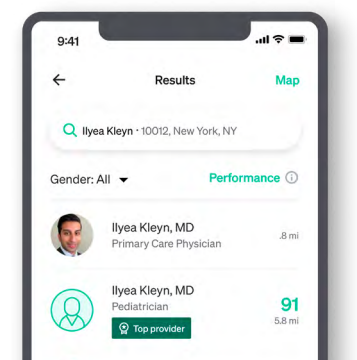 9:41
Results
Map
Ilyea Kleyn • 10012, New York, NY
Gender: All
Performance
Ilyea Kleyn, MD
Primary Care Physician
.8 mi
Ilyea Kleyn, MD
Pediatrician
91
5.8 mi
Top provider